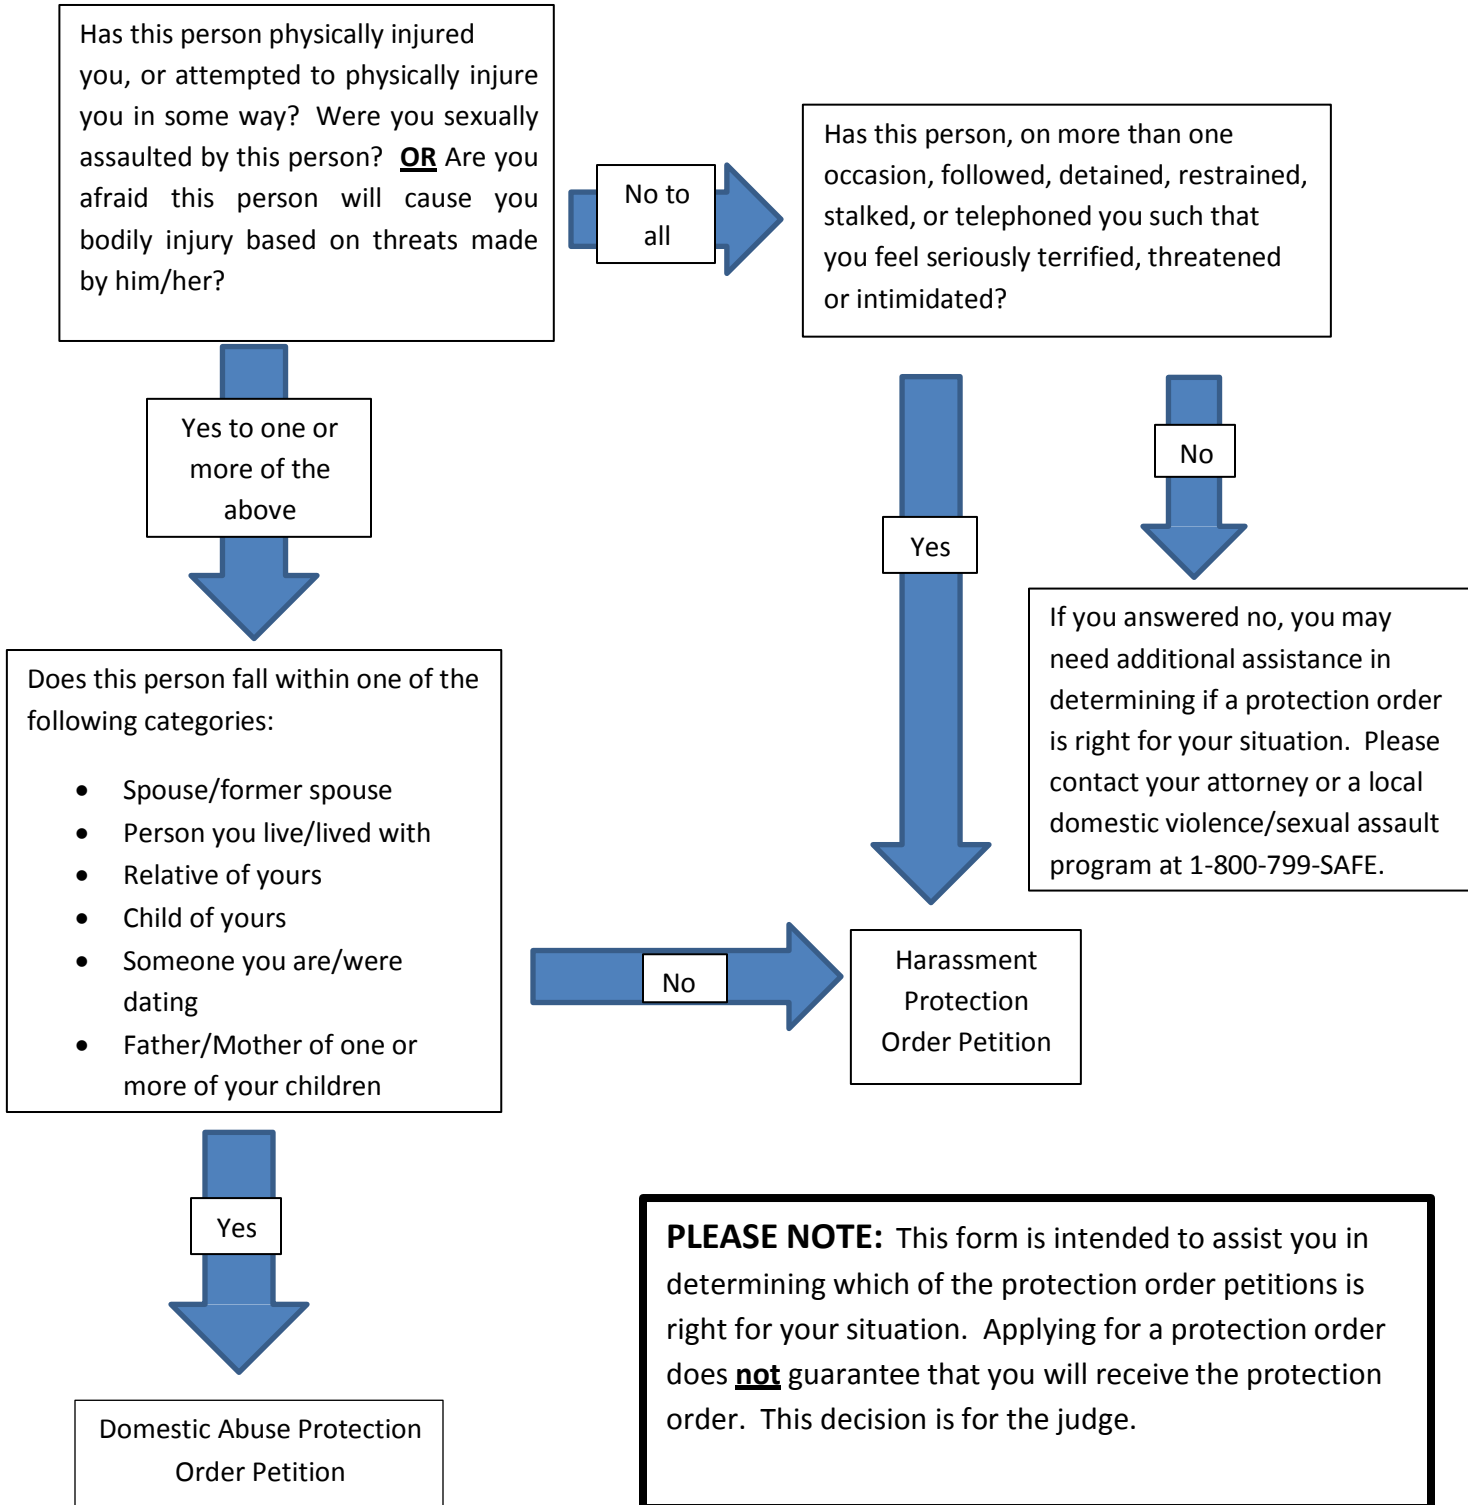 Has this person physically injured
you, or attempted to physically injure
you in some way? Were you sexually
assaulted by this person? OR Are you
afraid this person will cause you
bodily injury based on threats made
by him/her?
No to
all
Has this person, on more than one
occasion, followed, detained, restrained,
stalked, or telephoned you such that
you feel seriously terrified, threatened
or intimidated?
Yes to one or
more of the
above
Yes
No
If you answered no, you may
need additional assistance in
determining if a protection order
is right for your situation. Please
contact your attorney or a local
domestic violence/sexual assault
program at 1-800-799-SAFE.
Does this person fall within one of the
following categories:
• Spouse/former spouse
• Person you live/lived with
• Relative of yours
• Child of yours
• Someone you are/were
dating
• Father/Mother of one or
more of your children
No
Harassment
Protection
Order Petition
Yes
Domestic Abuse Protection
Order Petition
PLEASE NOTE: This form is intended to assist you in
determining which of the protection order petitions is
right for your situation. Applying for a protection order
does not guarantee that you will receive the protection
order. This decision is for the judge.